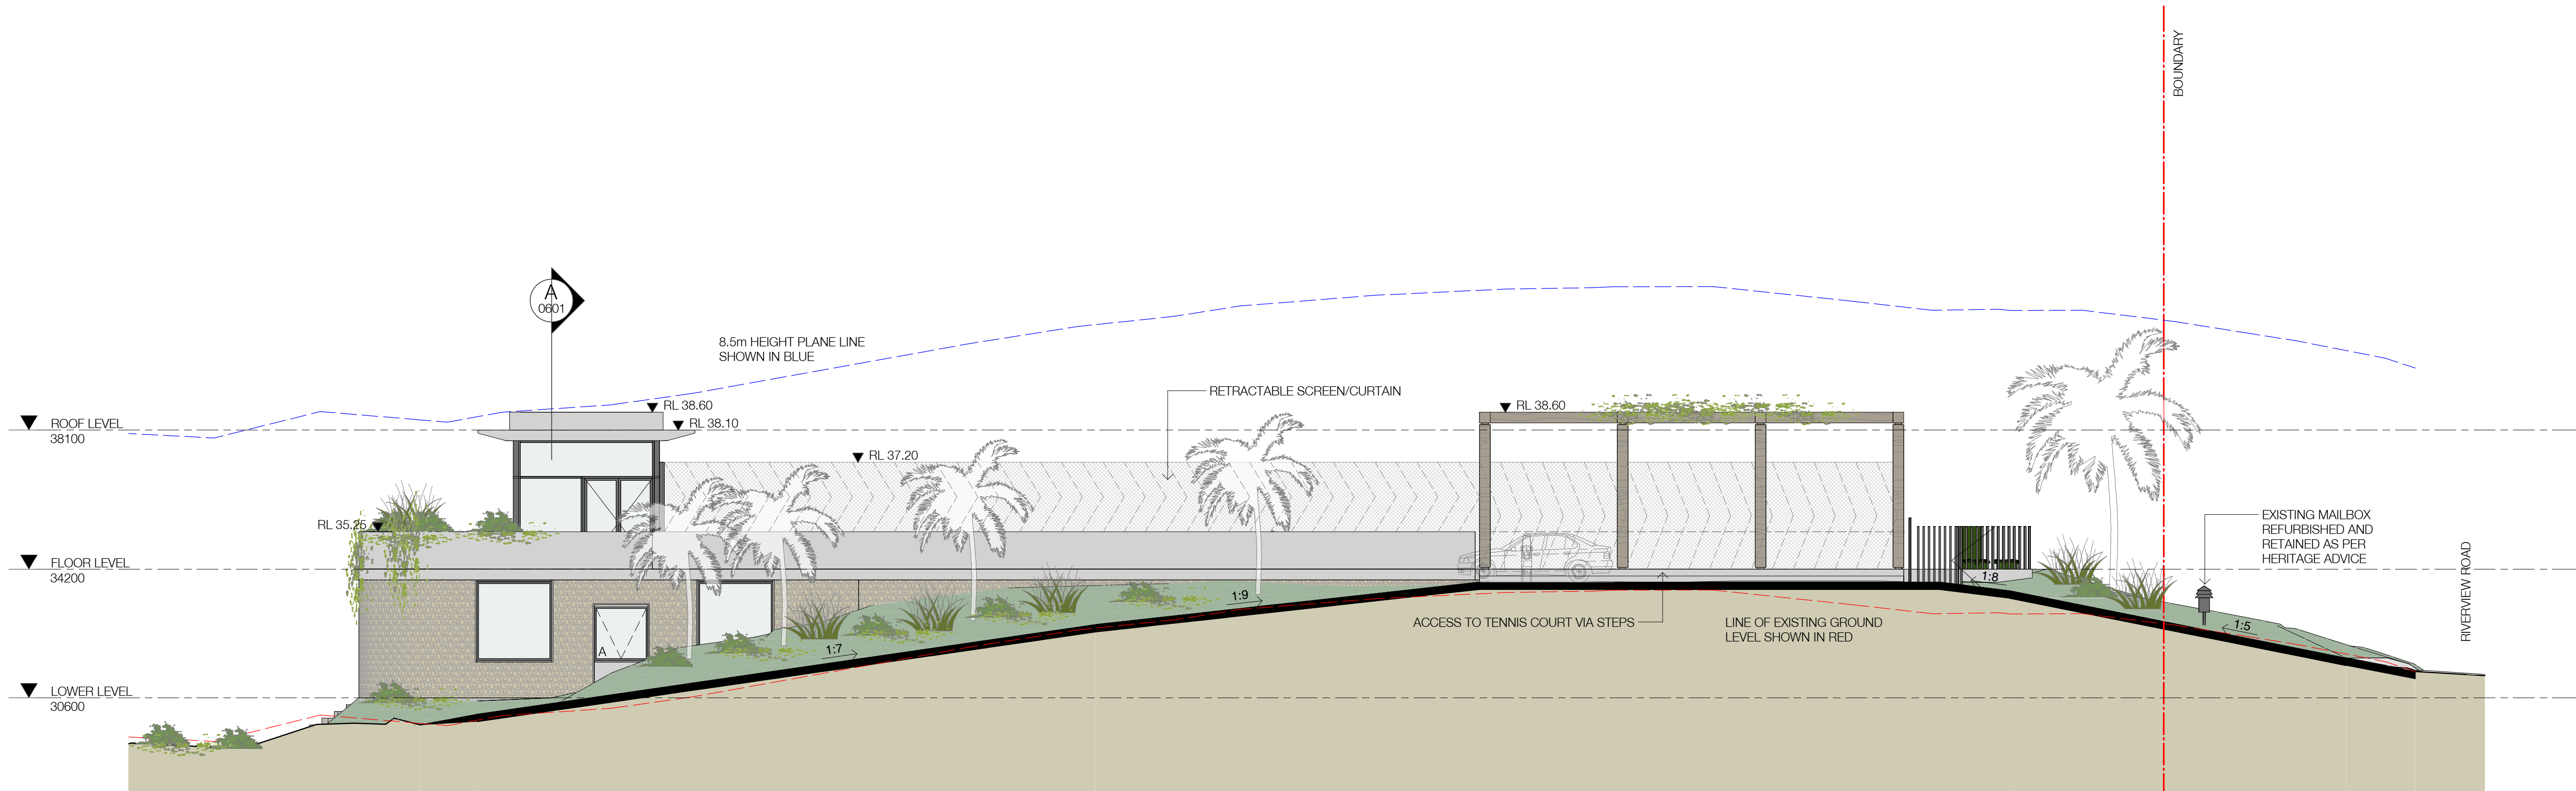 BOUNDARY
A
0601
8.5m HEIGHT PLANE LINE
SHOWN IN BLUE
RETRACTABLE SCREEN/CURTAIN
RL 38.60
RL 38.60
ROOF LEVEL
38100
RL 38.10
RL 37.20
RL 35.25
EXISTING MAILBOX
REFURBISHED AND
RETAINED AS PER
HERITAGE ADVICE
FLOOR LEVEL
34200
RIVERVIEW ROAD
1:8
1:9
ACCESS TO TENNIS COURT VIA STEPS
LINE OF EXISTING GROUND
LEVEL SHOWN IN RED
1:5
A
1:7
LOWER LEVEL
30600